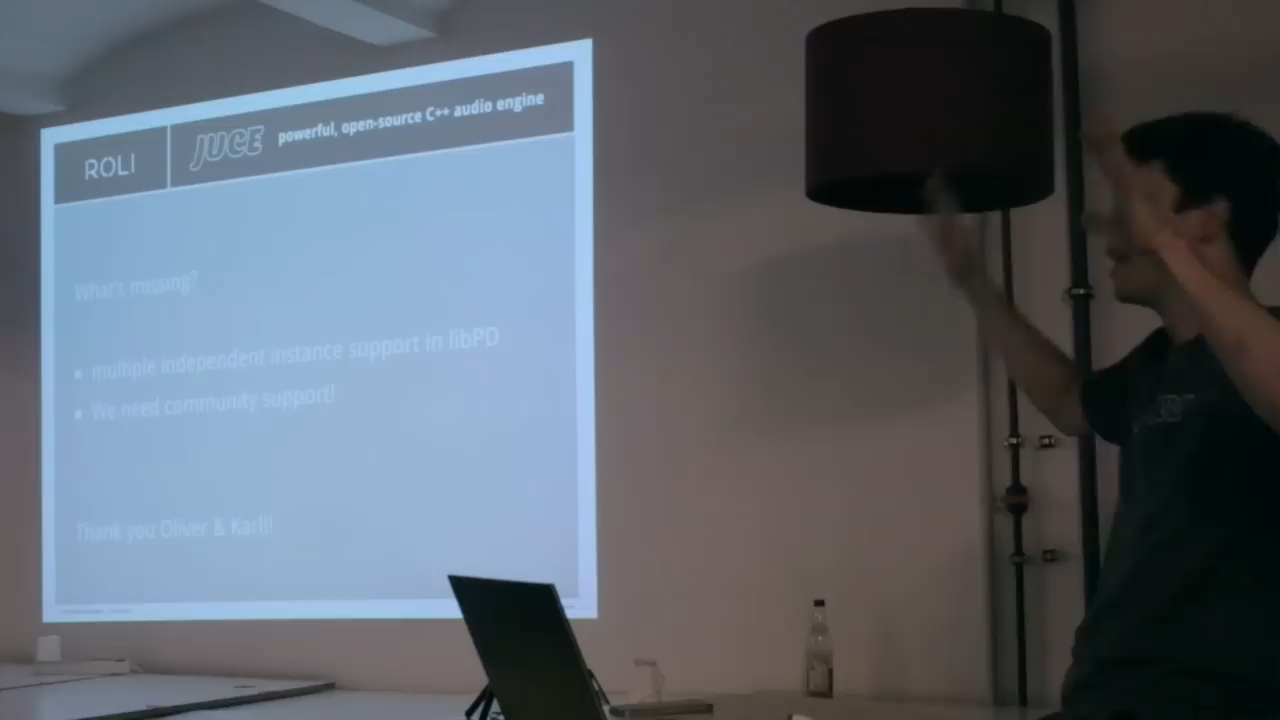 ROLI
JUCE powerful, open-source C++ audio engine
What's missing?
multiple independent instance support in libPD
We need community support!
Thank you Oliver & Karl!!